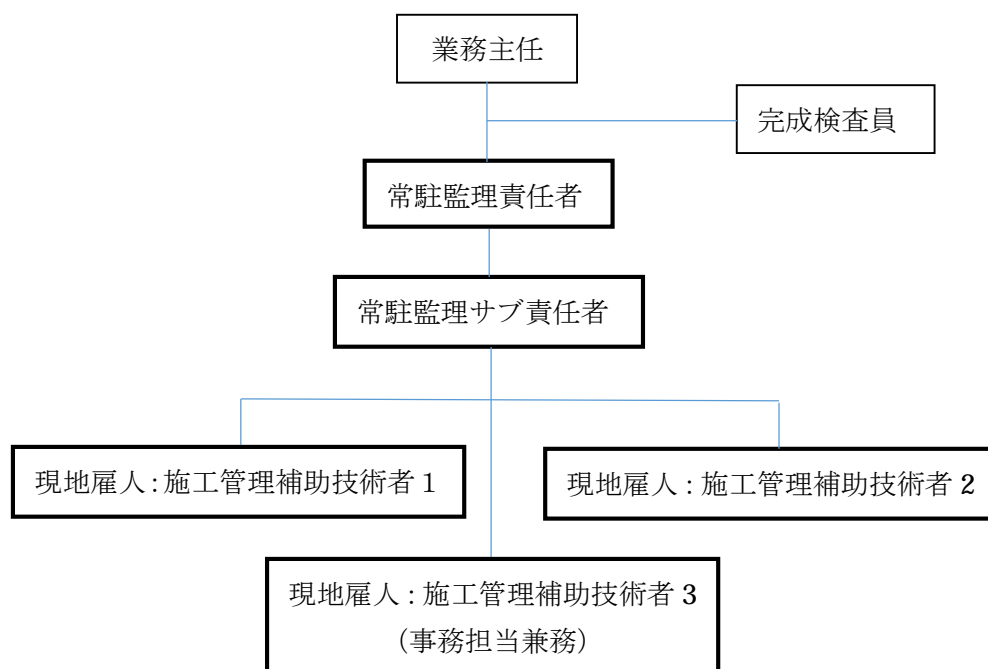 業務主任
完成検査員
常駐監理責任者
常駐監理サブ責任者
現地雇人:施工管理補助技術者 1
現地雇人:施工管理補助技術者 2
現地雇人:施工管理補助技術者 3
(事務担当兼務)